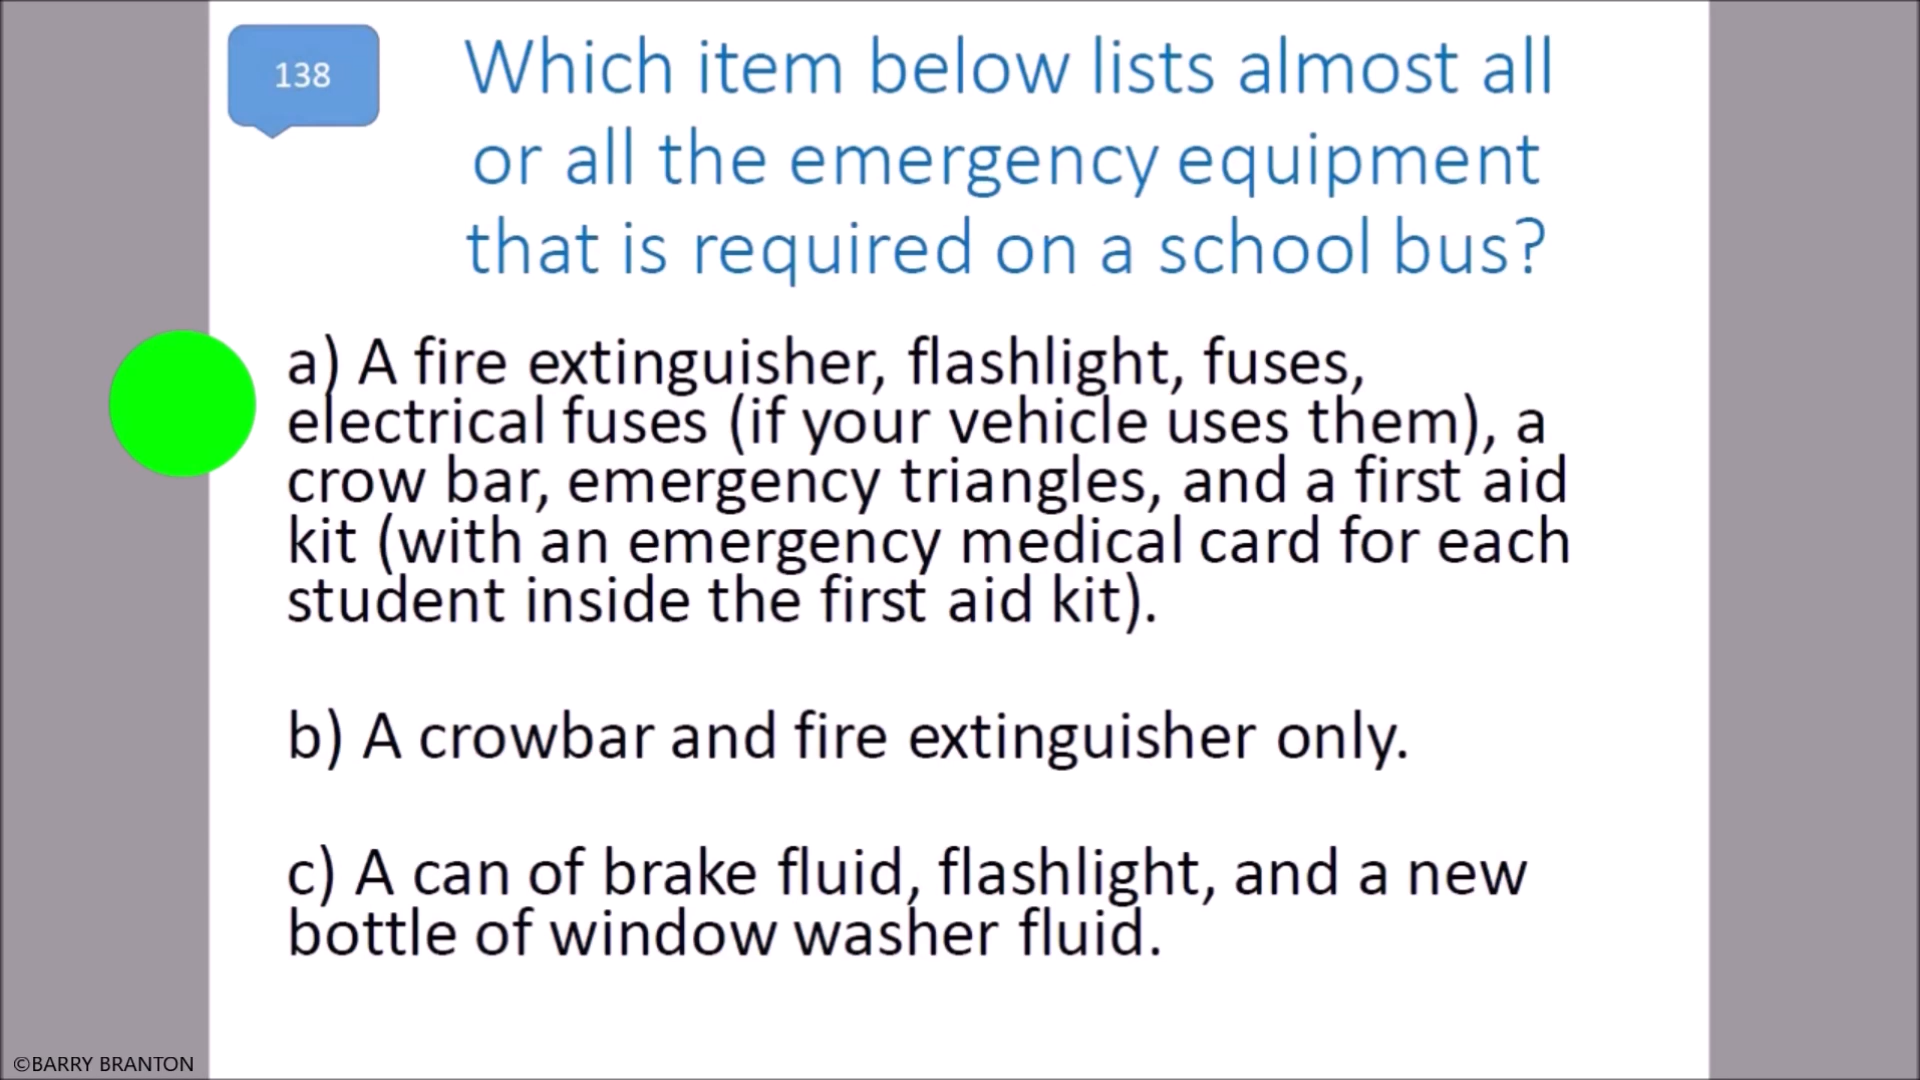 138
Which item below lists almost all
or all the emergency equipment
that is required on a school bus?
a) A fire extinguisher, flashlight, fuses,
electrical fuses (if your vehicle uses them), a
crow bar, emergency triangles, and a first aid
kit (with an emergency medical card for each
student inside the first aid kit).
b) A crowbar and fire extinguisher only.
c) A can of brake fluid, flashlight, and a new
bottle of window washer fluid.
©BARRY BRANTON